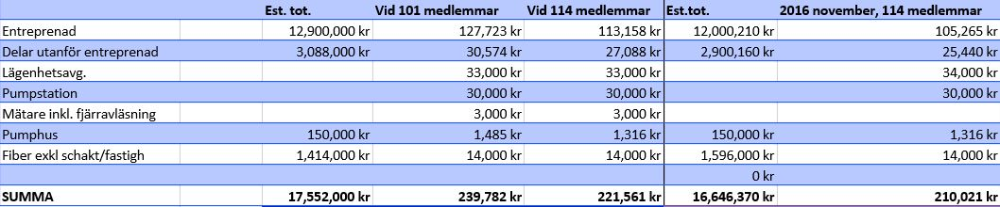 Est. tot. Vid 101 medlemmar Vid 114 medlemmar Est.tot. 2016 november, 114 medlemmar
Entreprenad 12,900,000 kr 127,723 kr 113,158 kr 12,000,210 kr 105,265 kr
Delar utanför entreprenad 3,088,000 kr 30,574 kr 27,088 kr 2,900,160 kr 25,440 kr
Lägenhetsavg. 33,000 kr 33,000 kr 34,000 kr
Pumpstation 30,000 kr 30,000 kr 30,000 kr
Mätare inkl. fjärravläsning 3,000 kr 3,000 kr
Pumphus 150,000 kr 1,485 kr 1,316 kr 150,000 kr 1,316 kr
Fiber exkl schakt/fastigh 1,414,000 kr 14,000 kr 14,000 kr 1,596,000 kr 14,000 kr
0 kr
SUMMA 17,552,000 kr 239,782 kr 221,561 kr 16,646,370 kr 210,021 kr